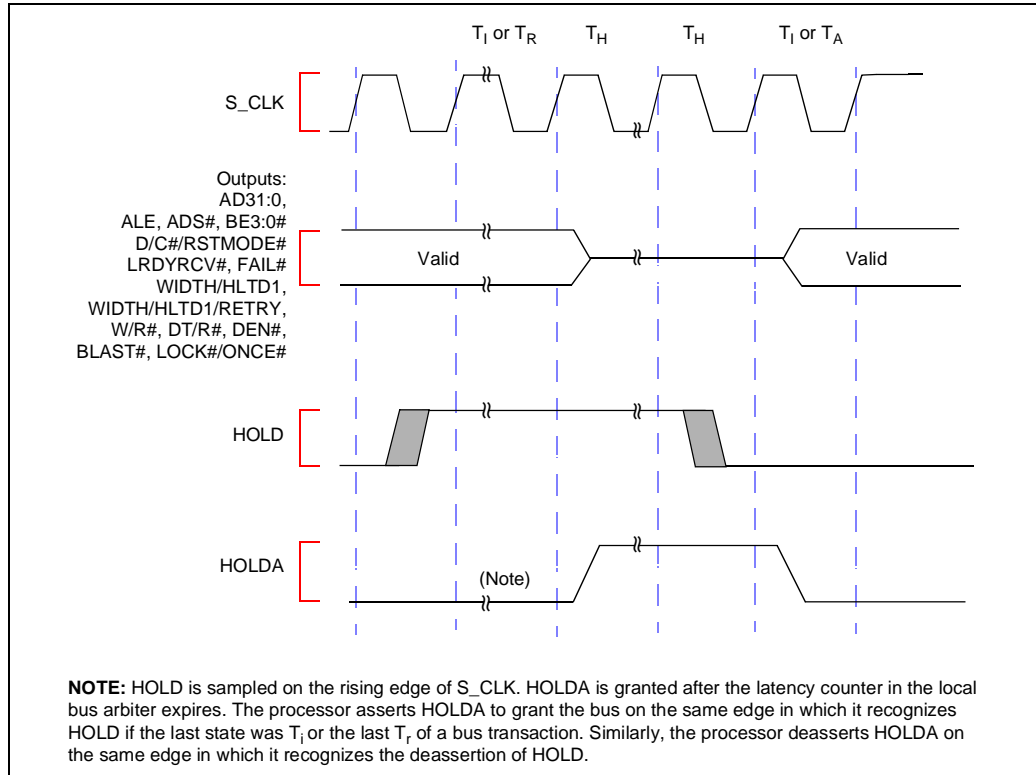 T_I or T_R T_H T_H T_I or T_A
S_CLK
Outputs:
AD31:0,
ALE, ADS#, BE3:0#
D/C#/RSTMODE#
LRDYRCV#, FAIL#
WIDTH/HLTD1,
WIDTH/HLTD1/RETRY,
W/R#, DT/R#, DEN#,
BLAST#, LOCK#/ONCE#
Valid Valid
HOLD
HOLDA
(Note)
NOTE: HOLD is sampled on the rising edge of S_CLK. HOLDA is granted after the latency counter in the local
bus arbiter expires. The processor asserts HOLDA to grant the bus on the same edge in which it recognizes
HOLD if the last state was T_i or the last T_r of a bus transaction. Similarly, the processor deasserts HOLDA on
the same edge in which it recognizes the deassertion of HOLD.